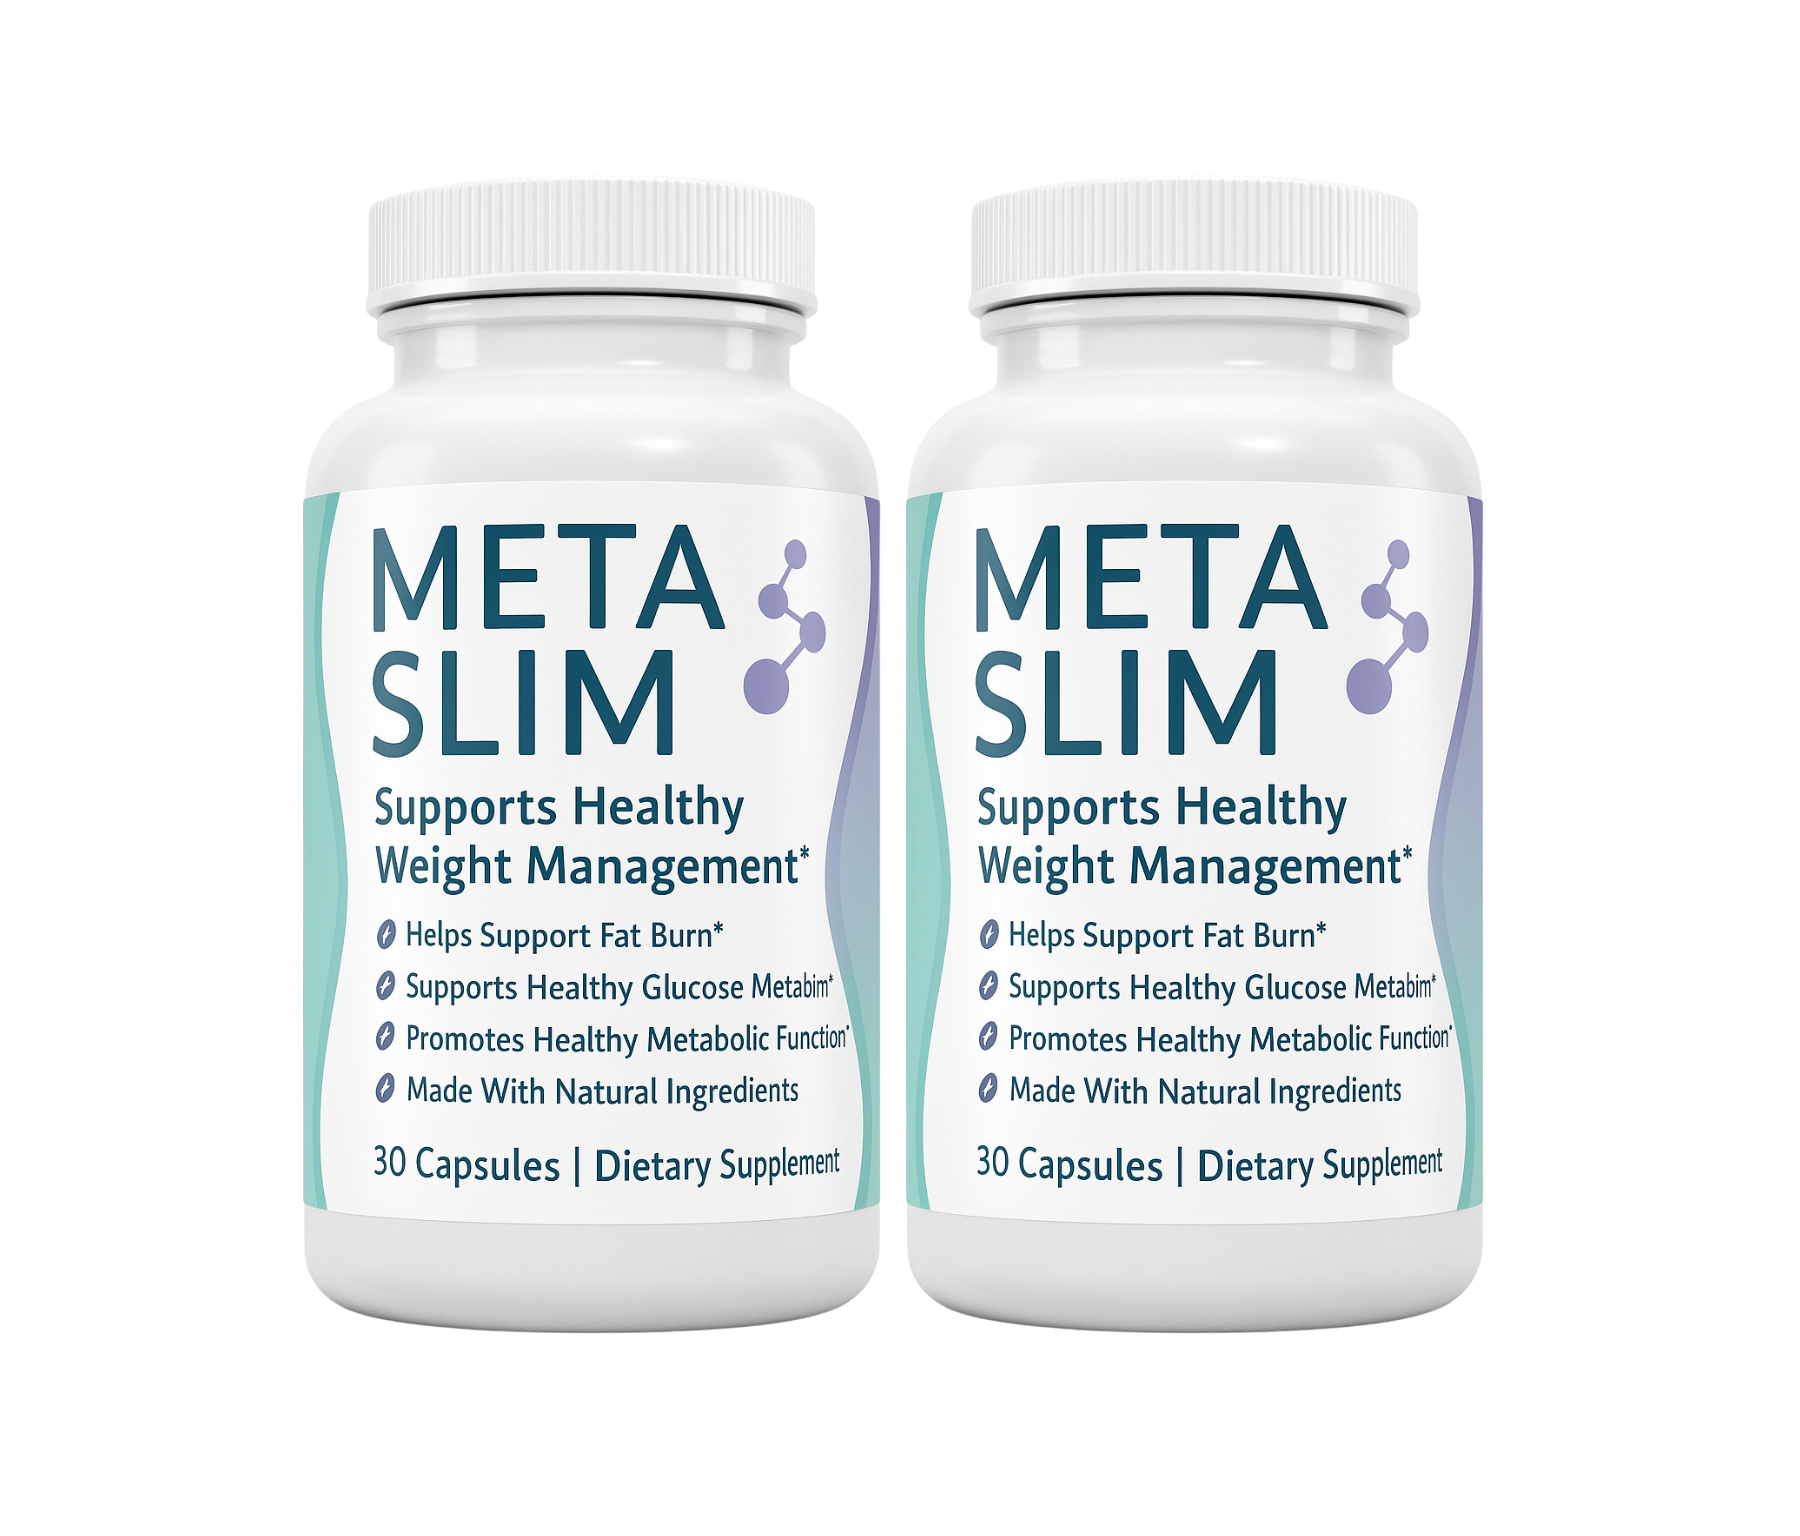 META
SLIM
Supports Healthy
Weight Management*
Helps Support Fat Burn*
Supports Healthy Glucose Metabim*
Promotes Healthy Metabolic Function*
Made With Natural Ingredients
30 Capsules | Dietary Supplement
META
SLIM
Supports Healthy
Weight Management*
Helps Support Fat Burn*
Supports Healthy Glucose Metabim*
Promotes Healthy Metabolic Function*
Made With Natural Ingredients
30 Capsules | Dietary Supplement